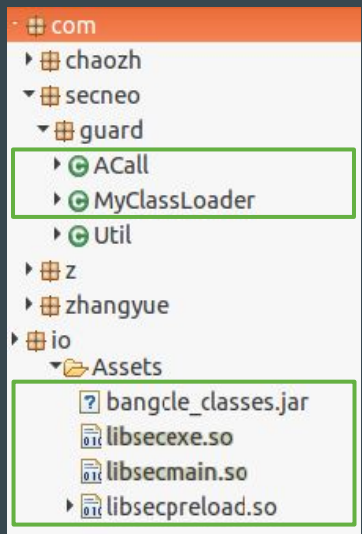 com
chaozh
secneo
guard
ACall
MyClassLoader
Util
z
zhangyue
io
Assets
bangcle_classes.jar
libsecexe.so
libsecmain.so
libsecpreload.so